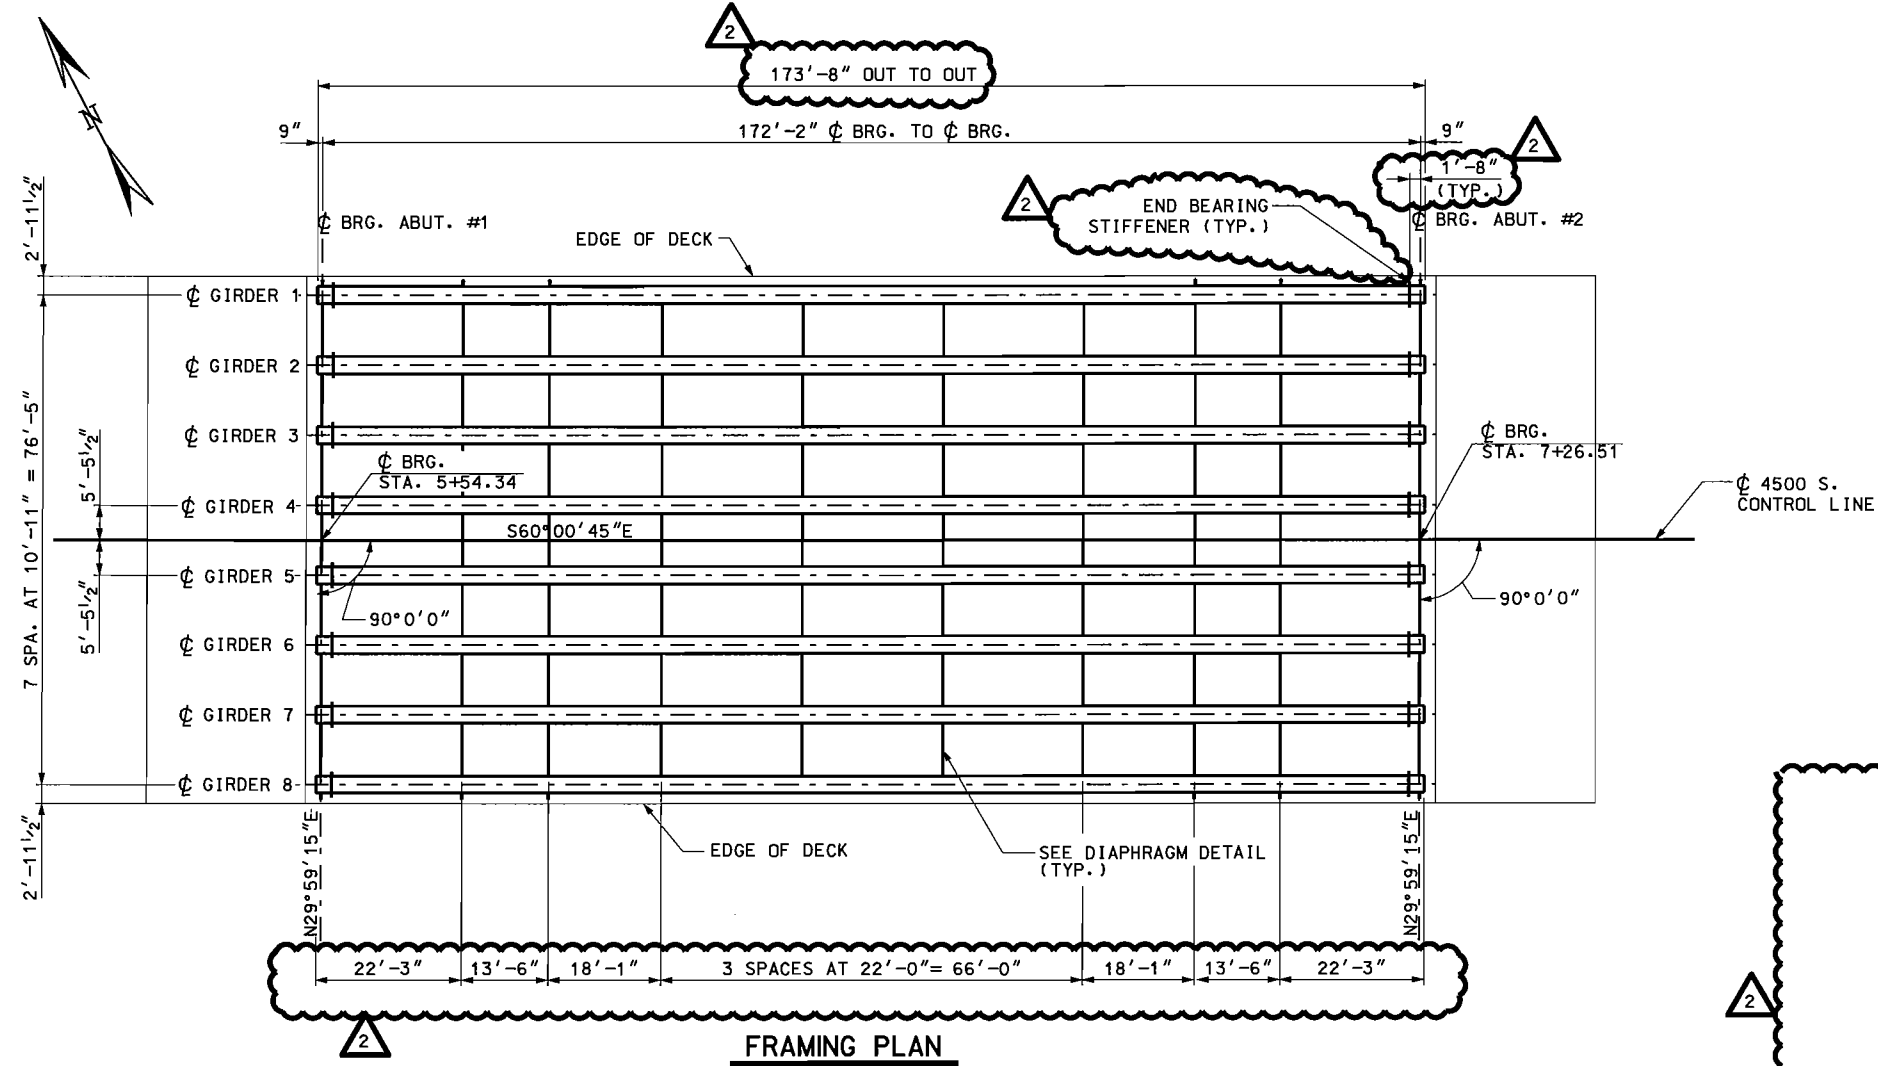 2
173'-8" OUT TO OUT
N
9"
172'-2" ℄ BRG. TO ℄ BRG.
9"
2
1'-8"
(TYP.)
2
END BEARING
STIFFENER (TYP.)
2'-11½"
℄ BRG. ABUT. #1
℄ BRG. ABUT. #2
EDGE OF DECK
℄ GIRDER 1
℄ GIRDER 2
℄ GIRDER 3
℄ BRG.
STA. 5+54.34
℄ BRG.
STA. 7+26.51
7 SPA. AT 10'-11" = 76'-5"
5'-5½"
℄ GIRDER 4
℄ 4500 S.
CONTROL LINE
S60°00'45"E
5'-5½"
℄ GIRDER 5
90°0'0"
90°0'0"
℄ GIRDER 6
℄ GIRDER 7
℄ GIRDER 8
2'-11½"
N29°59'15"E
EDGE OF DECK
SEE DIAPHRAGM DETAIL
(TYP.)
N29°59'15"E
22'-3"
13'-6"
18'-1"
3 SPACES AT 22'-0"= 66'-0"
18'-1"
13'-6"
22'-3"
2
2
FRAMING PLAN